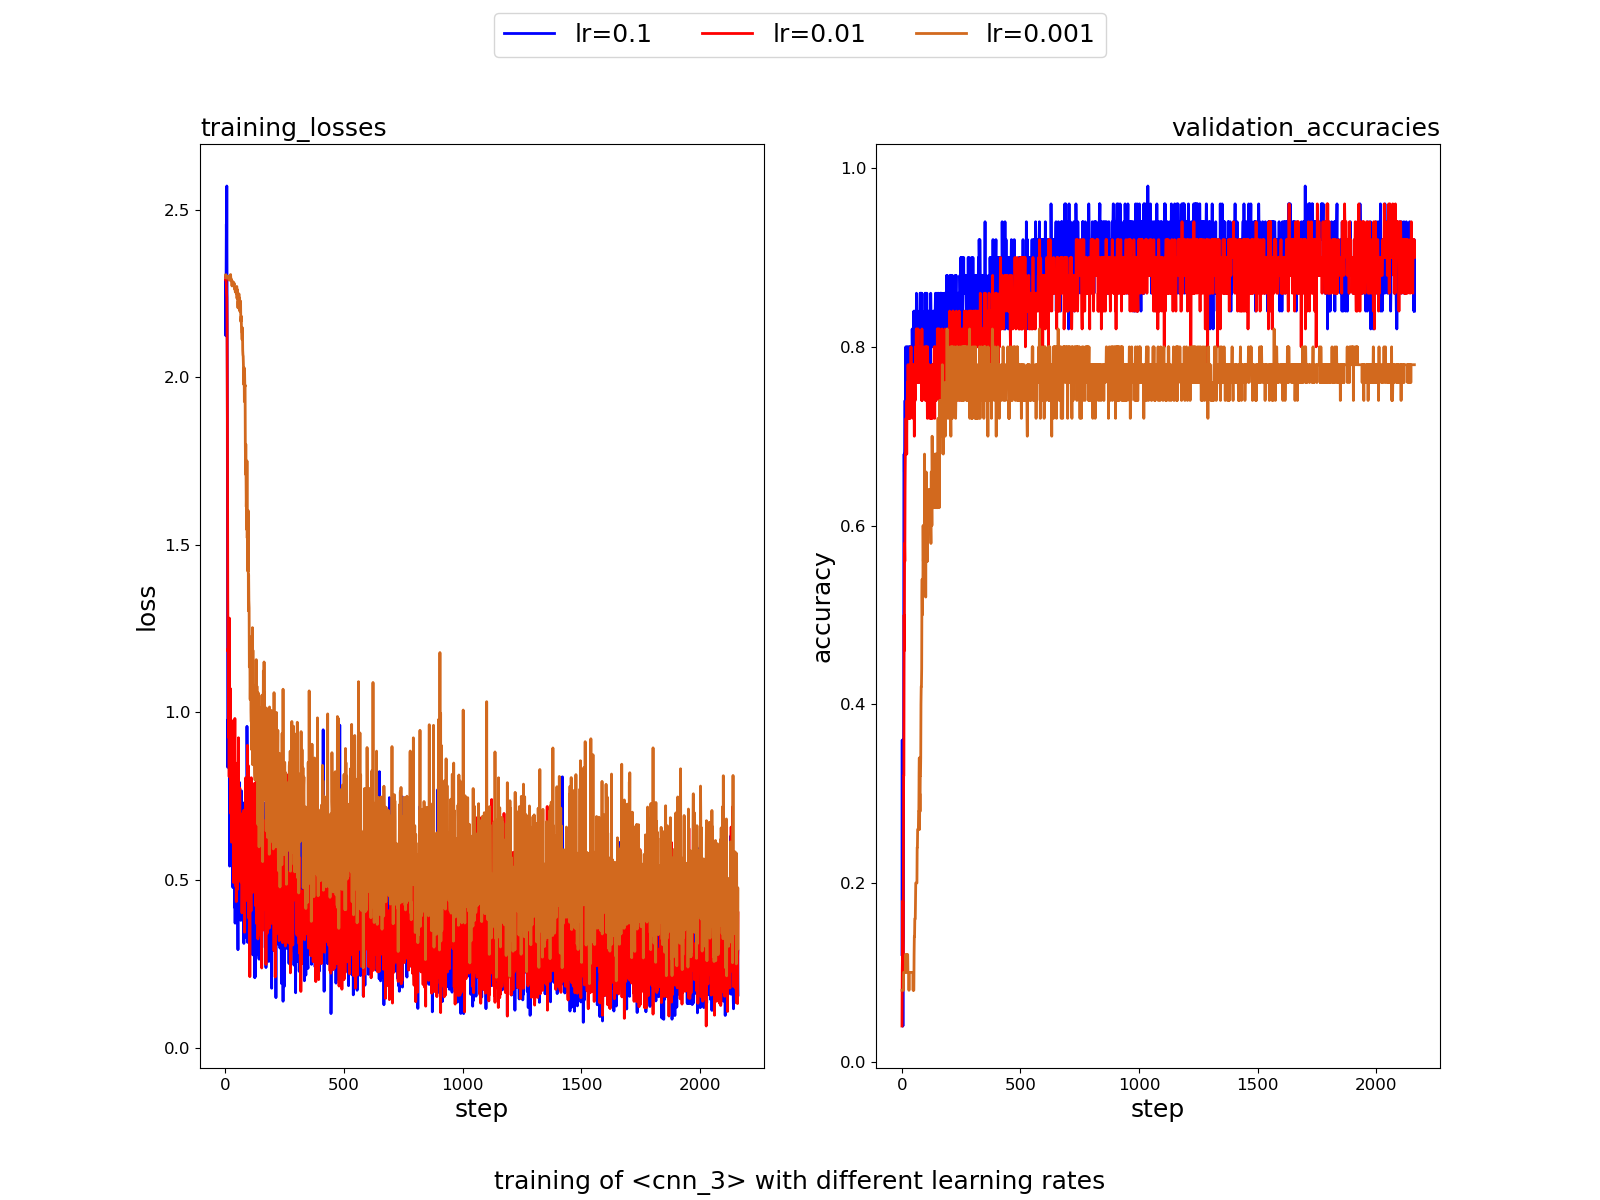 lr=0.1 lr=0.01 lr=0.001
training_losses
validation_accuracies
2.5
2.0
1.5
1.0
0.5
0.0
loss
0 500 1000 1500 2000
step
1.0
0.8
0.6
0.4
0.2
0.0
accuracy
0 500 1000 1500 2000
step
training of <cnn_3> with different learning rates